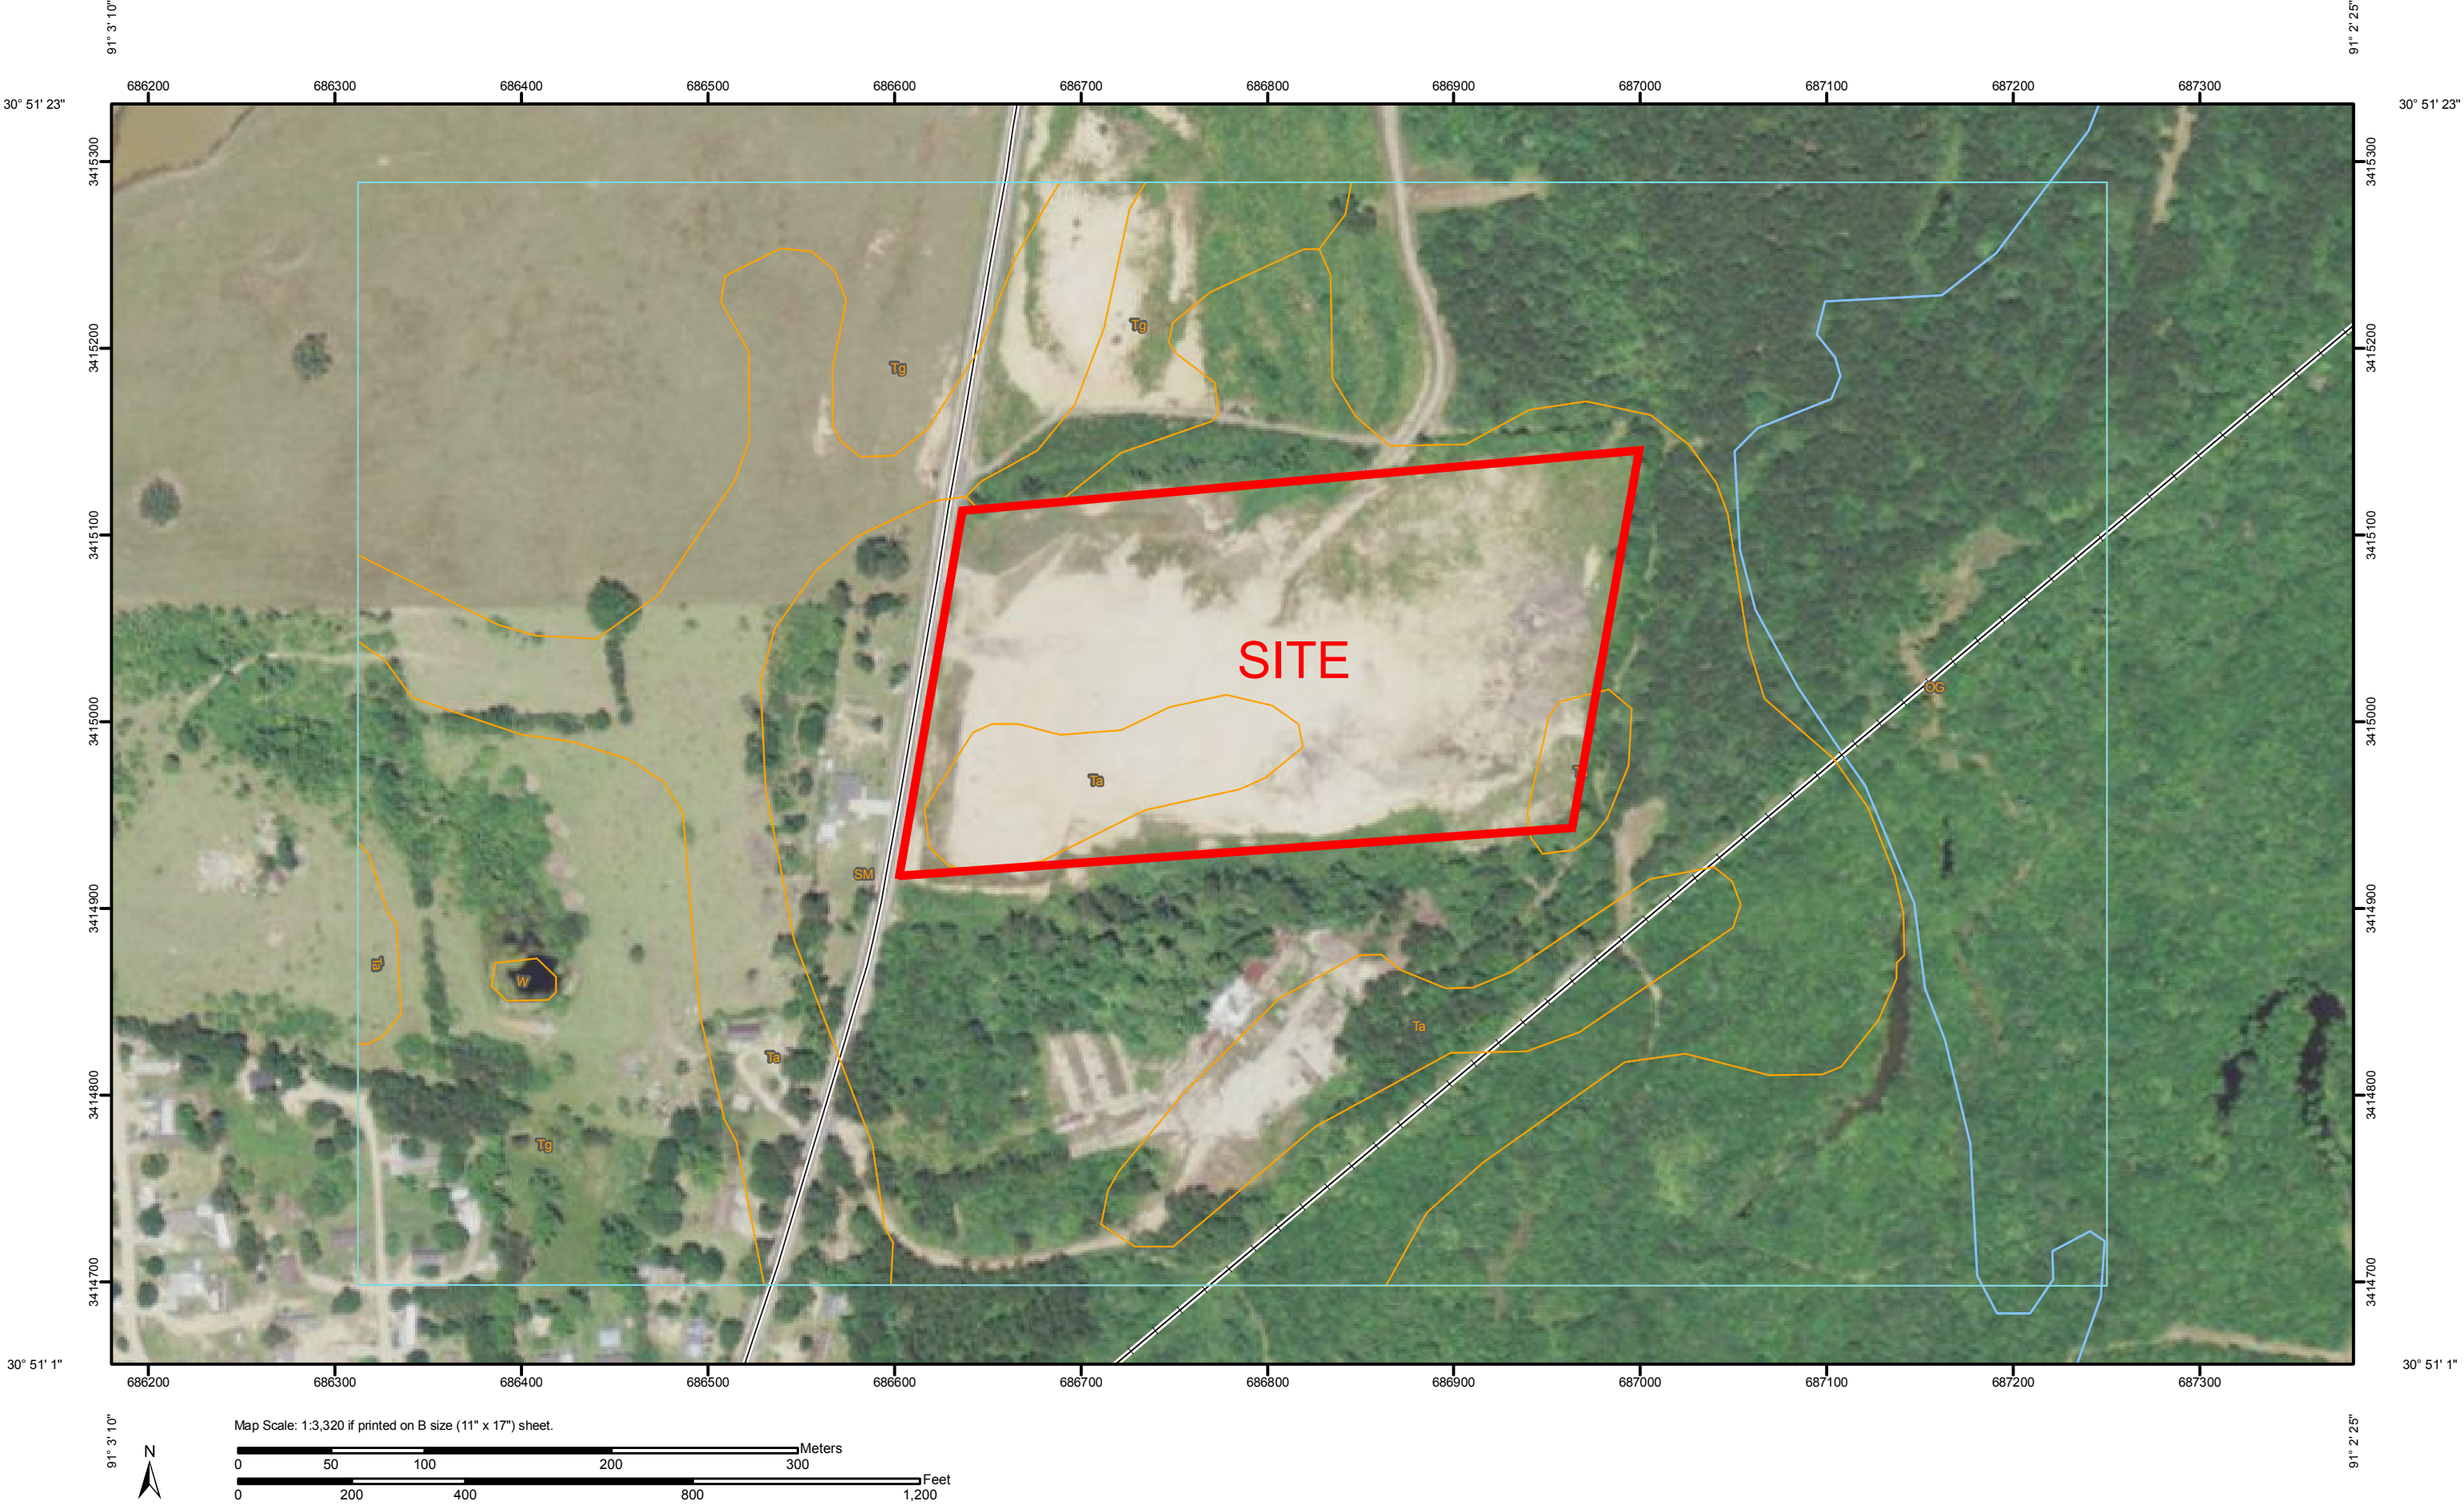 91° 3' 10"
91° 2' 25"
686200 686300 686400 686500 686600 686700 686800 686900 687000 687100 687200 687300
30° 51' 23"
30° 51' 23"
3415300
3415300
Tg
3415200
3415200
Tg
3415100
3415100
SITE
OG
3415000
3415000
Ta
SM
3414900
3414900
Ta
W
Ta
Ta
3414800
3414800
Tg
3414700
3414700
30° 51' 1"
30° 51' 1"
686200 686300 686400 686500 686600 686700 686800 686900 687000 687100 687200 687300
91° 3' 10"
91° 2' 25"
Map Scale: 1:3,320 if printed on B size (11" x 17") sheet.
N
Meters
0 50 100 200 300
Feet
0 200 400 800 1,200